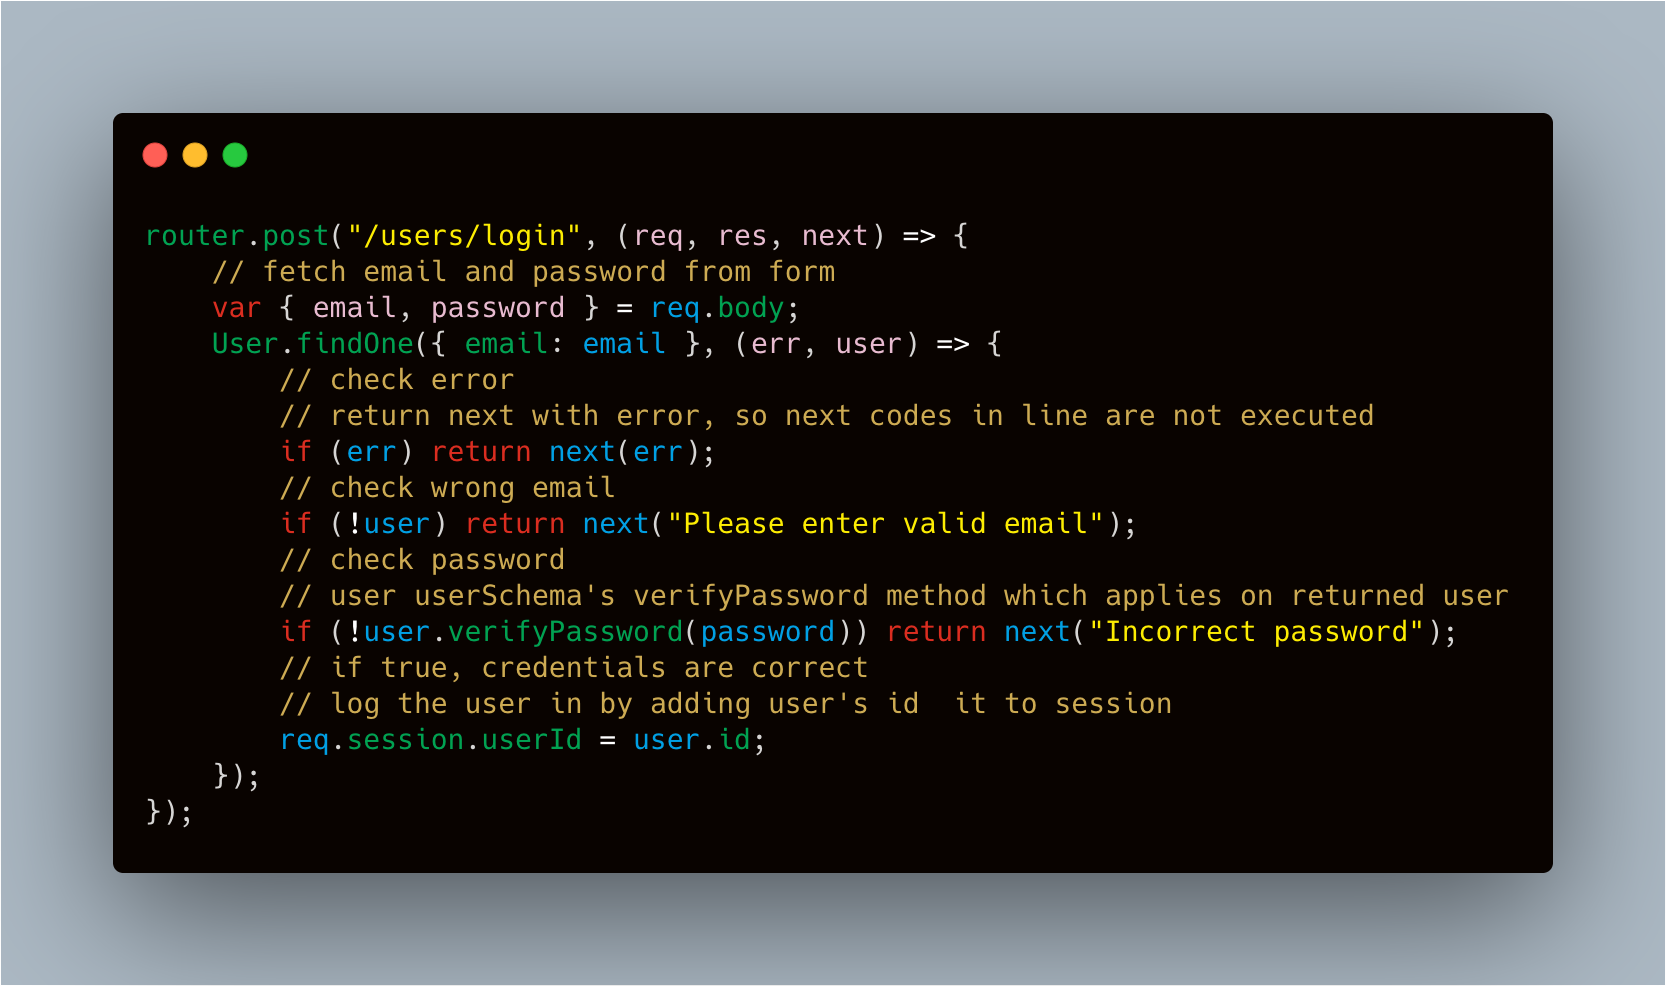 router.post("/users/login", (req, res, next) => {
    // fetch email and password from form
    var { email, password } = req.body;
    User.findOne({ email: email }, (err, user) => {
        // check error
        // return next with error, so next codes in line are not executed
        if (err) return next(err);
        // check wrong email
        if (!user) return next("Please enter valid email");
        // check password
        // user userSchema's verifyPassword method which applies on returned user
        if (!user.verifyPassword(password)) return next("Incorrect password");
        // if true, credentials are correct
        // log the user in by adding user's id  it to session
        req.session.userId = user.id;
    });
});